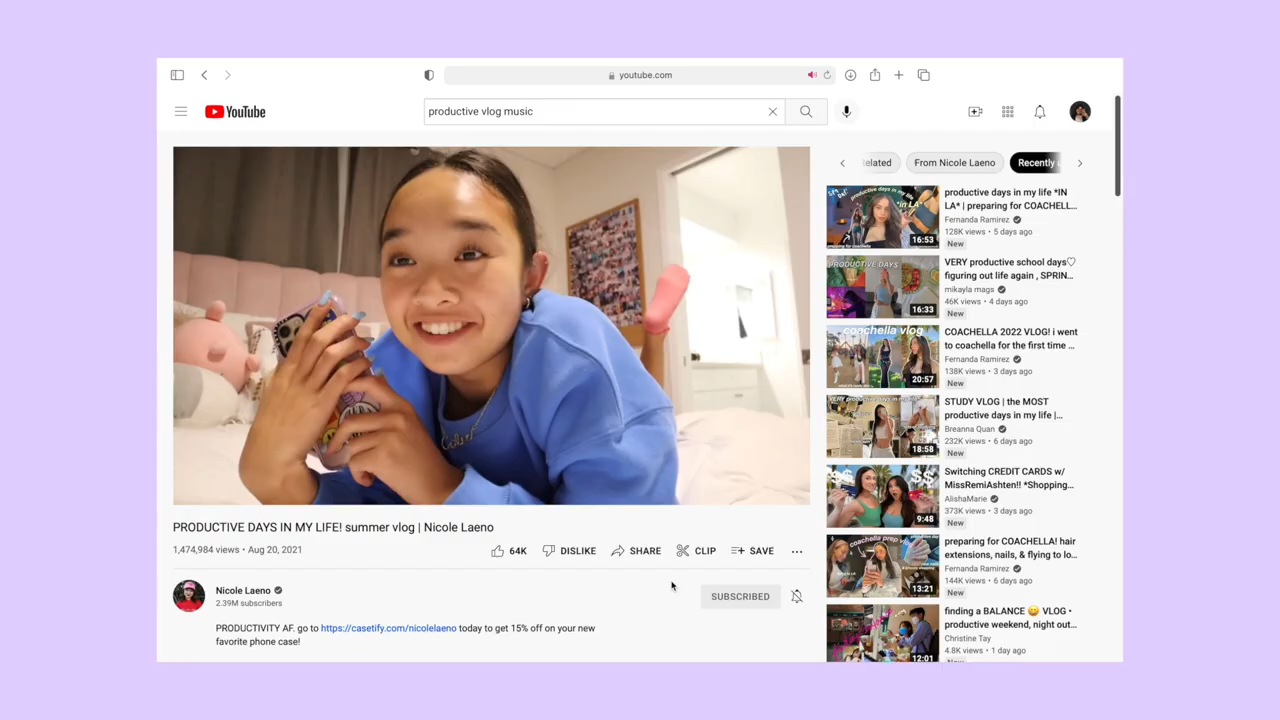 youtube.com
YouTube
productive vlog music
elated
From Nicole Laeno
Recently
productive days in my life *IN
LA* | preparing for COACHELL...
Fernanda Ramirez
128K views • 5 days ago
New
16:53
VERY productive school days♡
figuring out life again , SPRIN...
mikayla mags
46K views • 4 days ago
New
PRODUCTIVE DAYS
16:33
COACHELLA 2022 VLOG! i went
to coachella for the first time ...
Fernanda Ramirez
138K views • 3 days ago
New
coachella vlog
20:57
STUDY VLOG | the MOST
productive days in my life |...
Breanna Quan
232K views • 6 days ago
New
18:58
Switching CREDIT CARDS w/
MissRemiAshten!! *Shopping...
AlishaMarie
373K views • 3 days ago
New
$$ $$
9:48
preparing for COACHELLA! hair
extensions, nails, & flying to lo...
Fernanda Ramirez
144K views • 6 days ago
New
coachella prep
13:21
finding a BALANCE 😄 VLOG •
productive weekend, night out...
Christine Tay
4.8K views • 1 day ago
12:01
PRODUCTIVE DAYS IN MY LIFE! summer vlog | Nicole Laeno
1,474,984 views • Aug 20, 2021
64K
DISLIKE
SHARE
CLIP
SAVE
Nicole Laeno
2.39M subscribers
SUBSCRIBED
PRODUCTIVITY AF. go to https://casetify.com/nicolelaeno today to get 15% off on your new
favorite phone case!